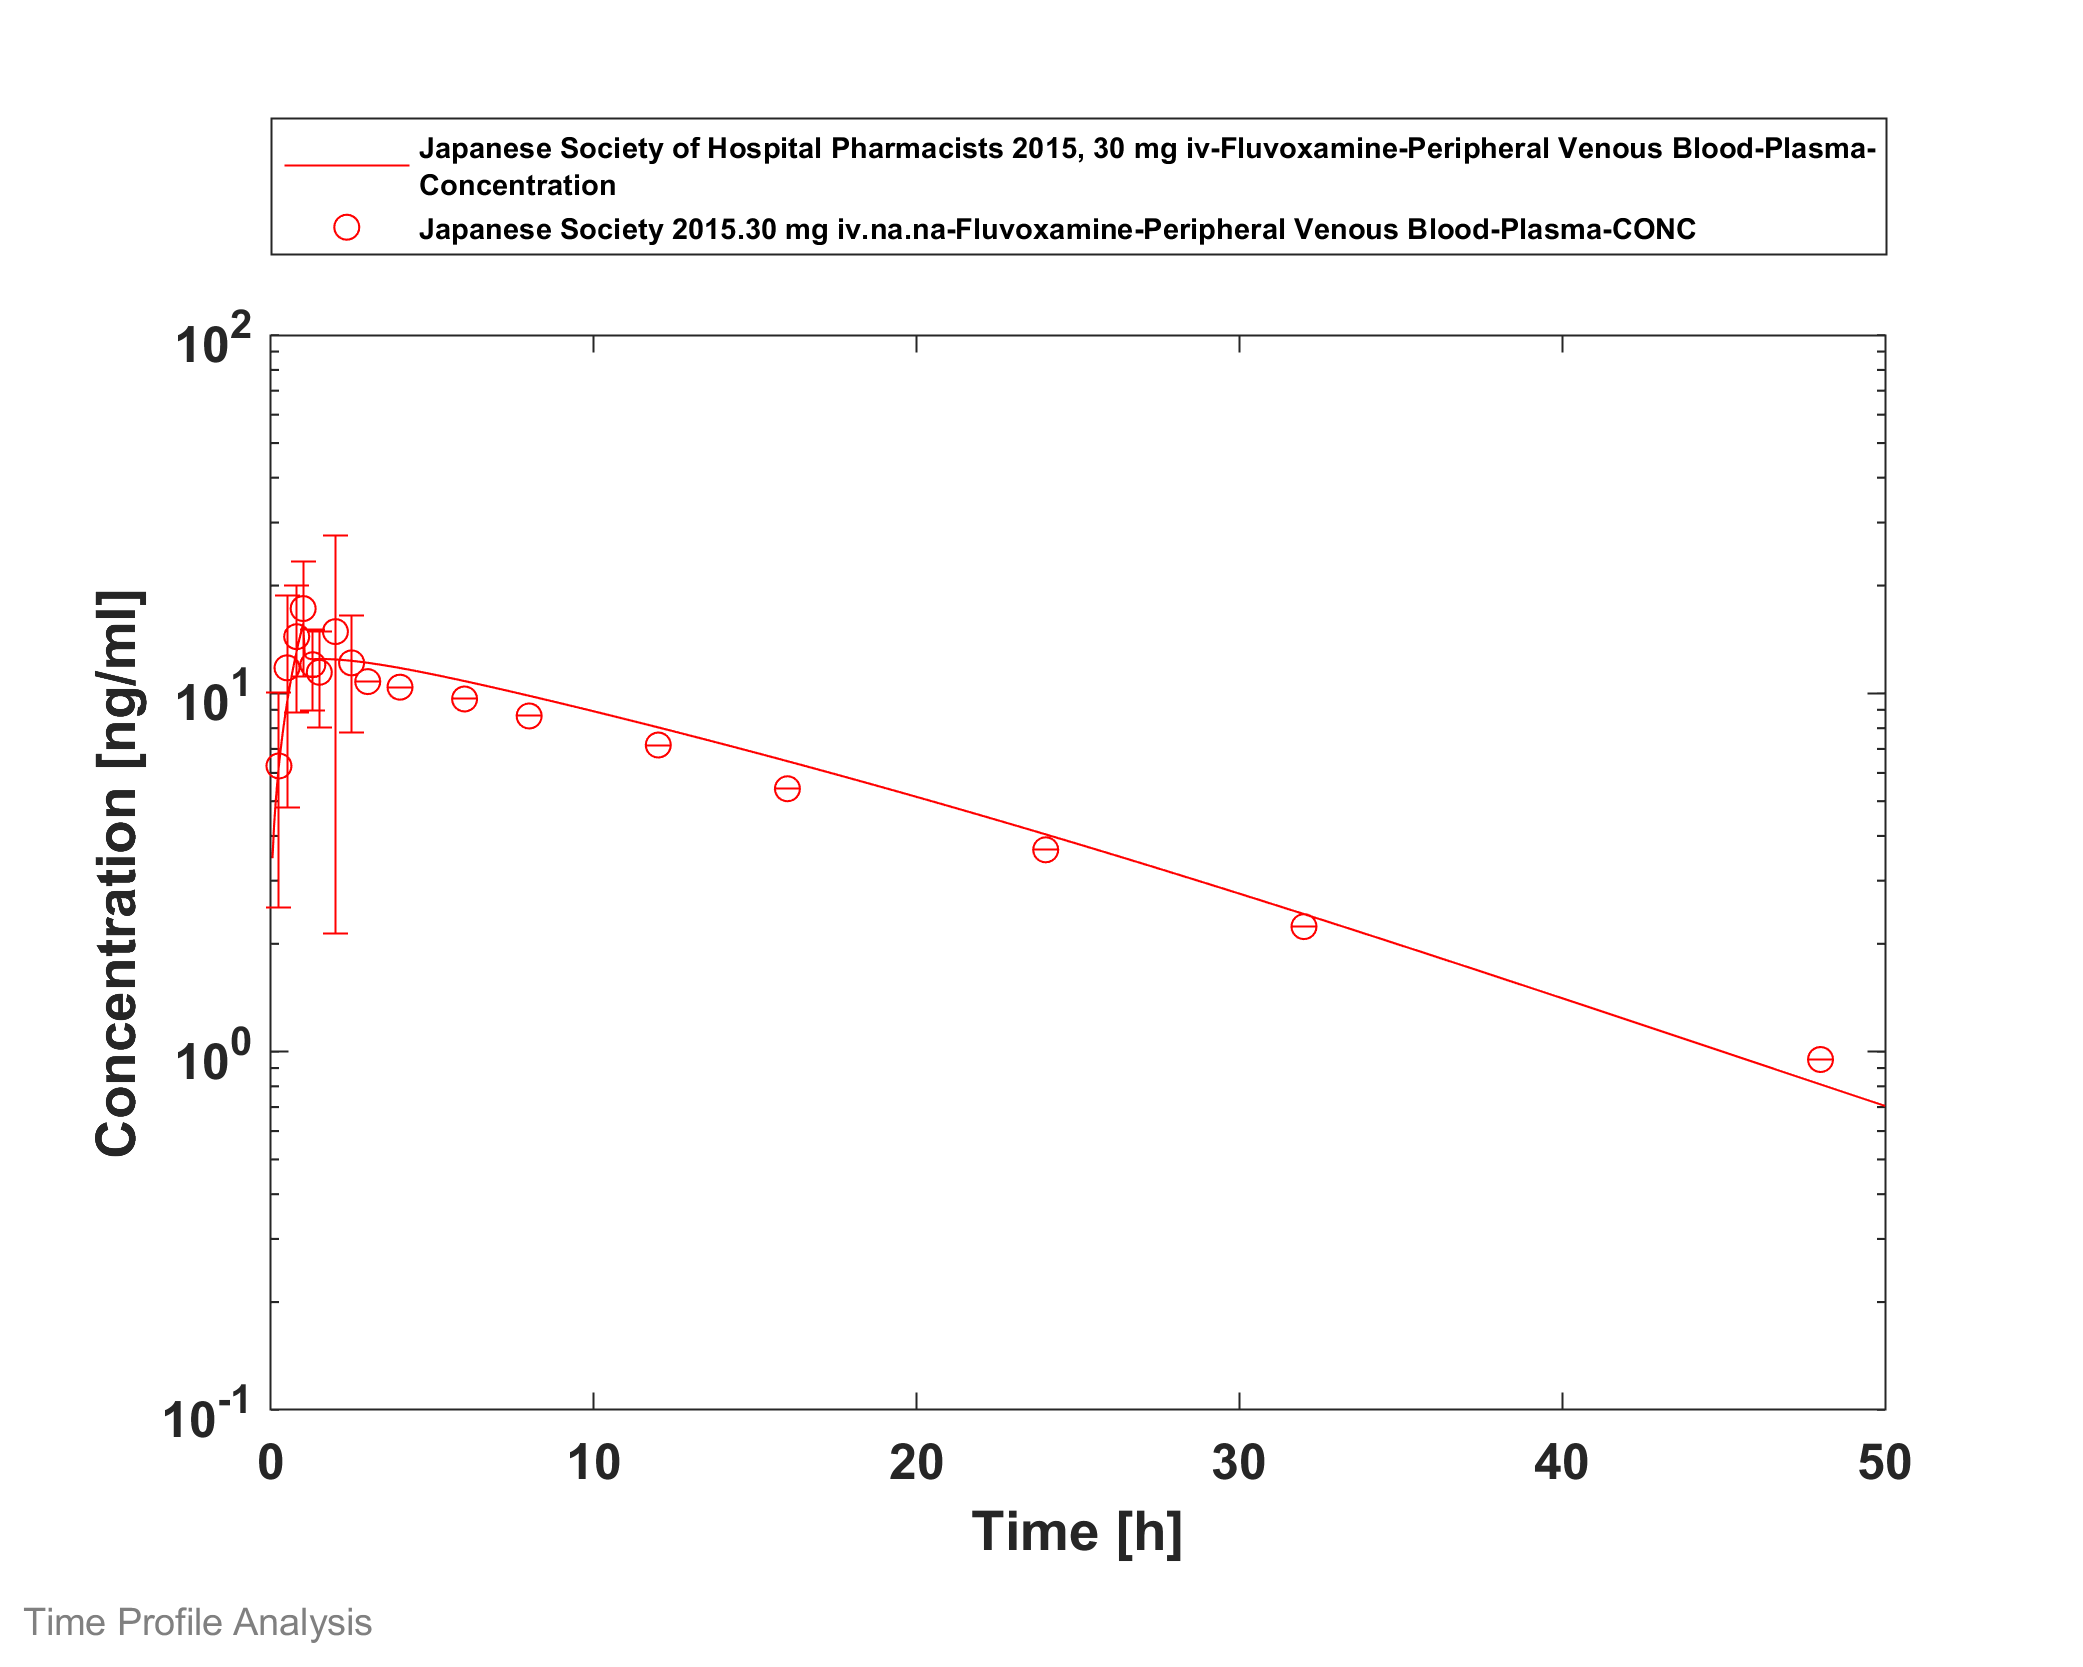 Japanese Society of Hospital Pharmacists 2015, 30 mg iv-Fluvoxamine-Peripheral Venous Blood-Plasma-
Concentration
Japanese Society 2015.30 mg iv.na.na-Fluvoxamine-Peripheral Venous Blood-Plasma-CONC
10^2
10^1
10^0
10^-1
Concentration [ng/ml]
0 10 20 30 40 50
Time [h]
Time Profile Analysis